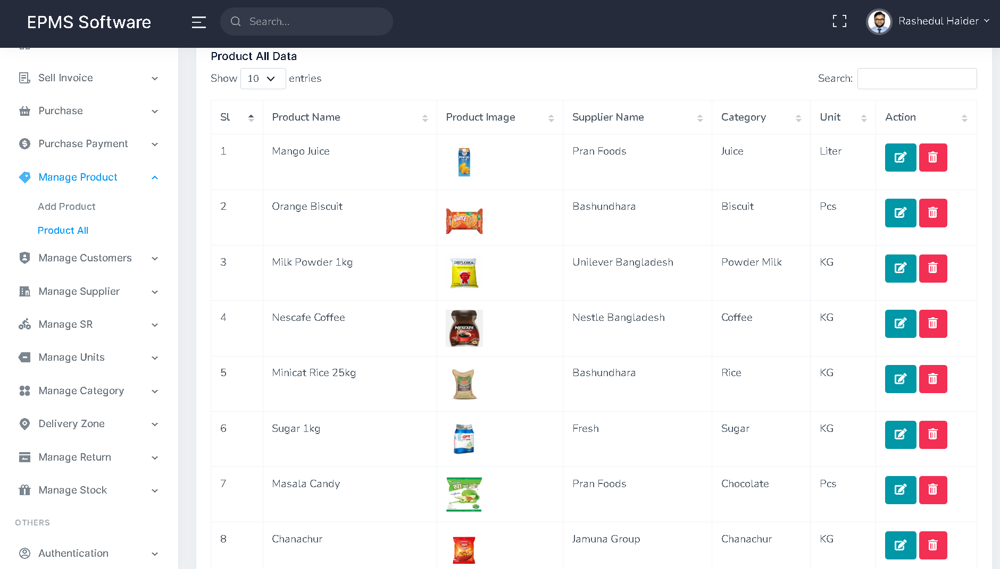 EPMS Software
Search...
Rashedul Haider
Sell Invoice
Purchase
Purchase Payment
Manage Product
Add Product
Product All
Manage Customers
Manage Supplier
Manage SR
Manage Units
Manage Category
Delivery Zone
Manage Return
Manage Stock
OTHERS
Authentication
Product All Data
Show 10 entries
Search:
Sl Product Name Product Image Supplier Name Category Unit Action
1 Mango Juice Mango Pran Foods Juice Liter
2 Orange Biscuit Bounce Bashundhara Biscuit Pcs
3 Milk Powder 1kg DIPLOMA Unilever Bangladesh Powder Milk KG
4 Nescafe Coffee NESCAFE Nestle Bangladesh Coffee KG
5 Minicat Rice 25kg Bashundhara Rice KG
6 Sugar 1kg Fresh Sugar KG
7 Masala Candy Pran Foods Chocolate Pcs
8 Chanachur Jamuna Group Chanachur KG